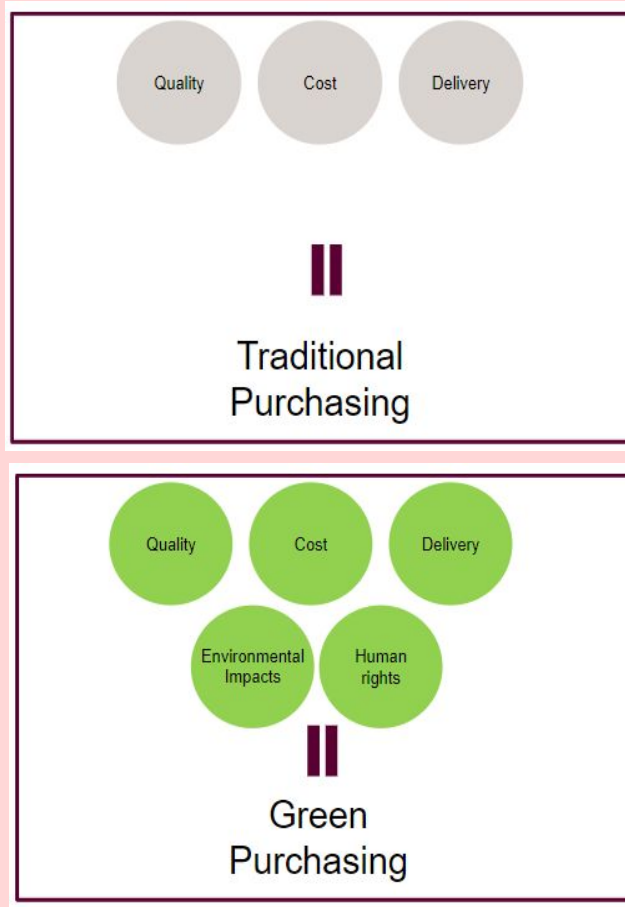 Quality Cost Delivery
Traditional
Purchasing
Quality Cost Delivery
Environmental
Impacts
Human
rights
Green
Purchasing